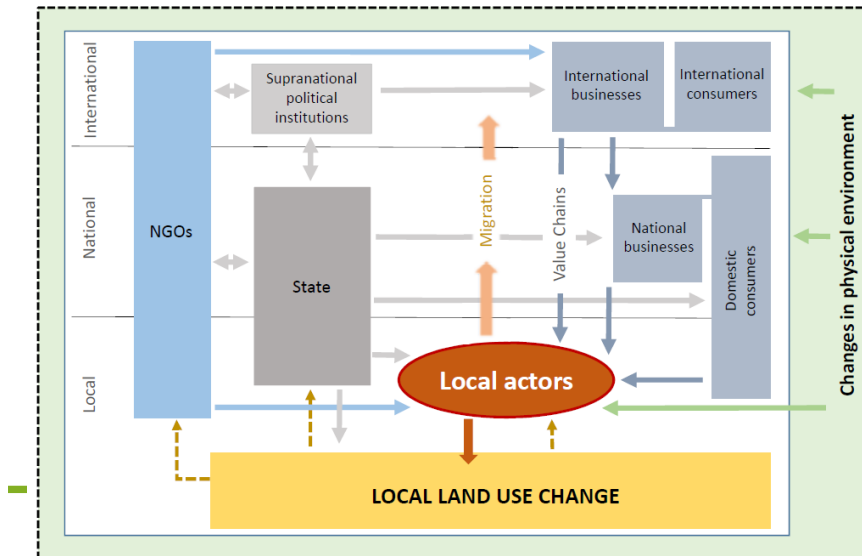 International
National
Local
NGOs
Supranational
political
institutions
State
Migration
Value Chains
International
businesses
International
consumers
National
businesses
Domestic
consumers
Local actors
LOCAL LAND USE CHANGE
Changes in physical environment